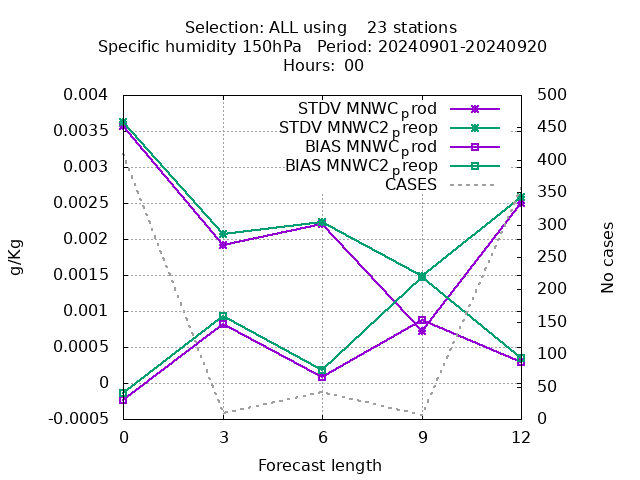 Selection: ALL using    23 stations
Specific humidity 150hPa   Period: 20240901-20240920
Hours:  00
0.004
0.0035
0.003
0.0025
0.002
0.0015
0.001
0.0005
0
-0.0005
g/Kg
STDV MNWC_prod
STDV MNWC2_preop
BIAS MNWC_prod
BIAS MNWC2_preop
CASES
500
450
400
350
300
250
200
150
100
50
0
No cases
0 3 6 9 12
Forecast length